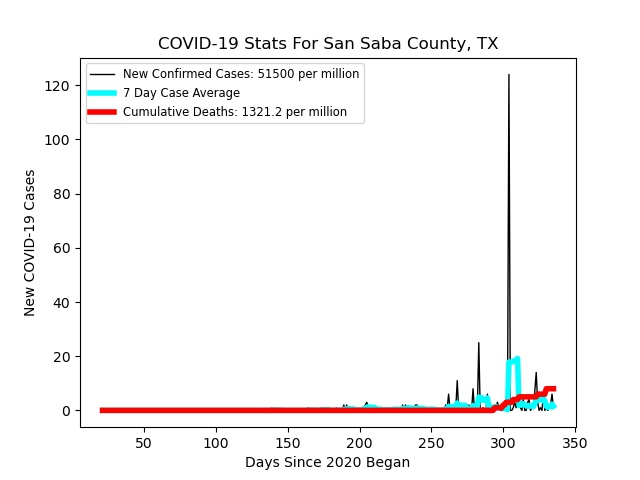 COVID-19 Stats For San Saba County, TX
New Confirmed Cases: 51500 per million
7 Day Case Average
Cumulative Deaths: 1321.2 per million
New COVID-19 Cases
120
100
80
60
40
20
0
50 100 150 200 250 300 350
Days Since 2020 Began